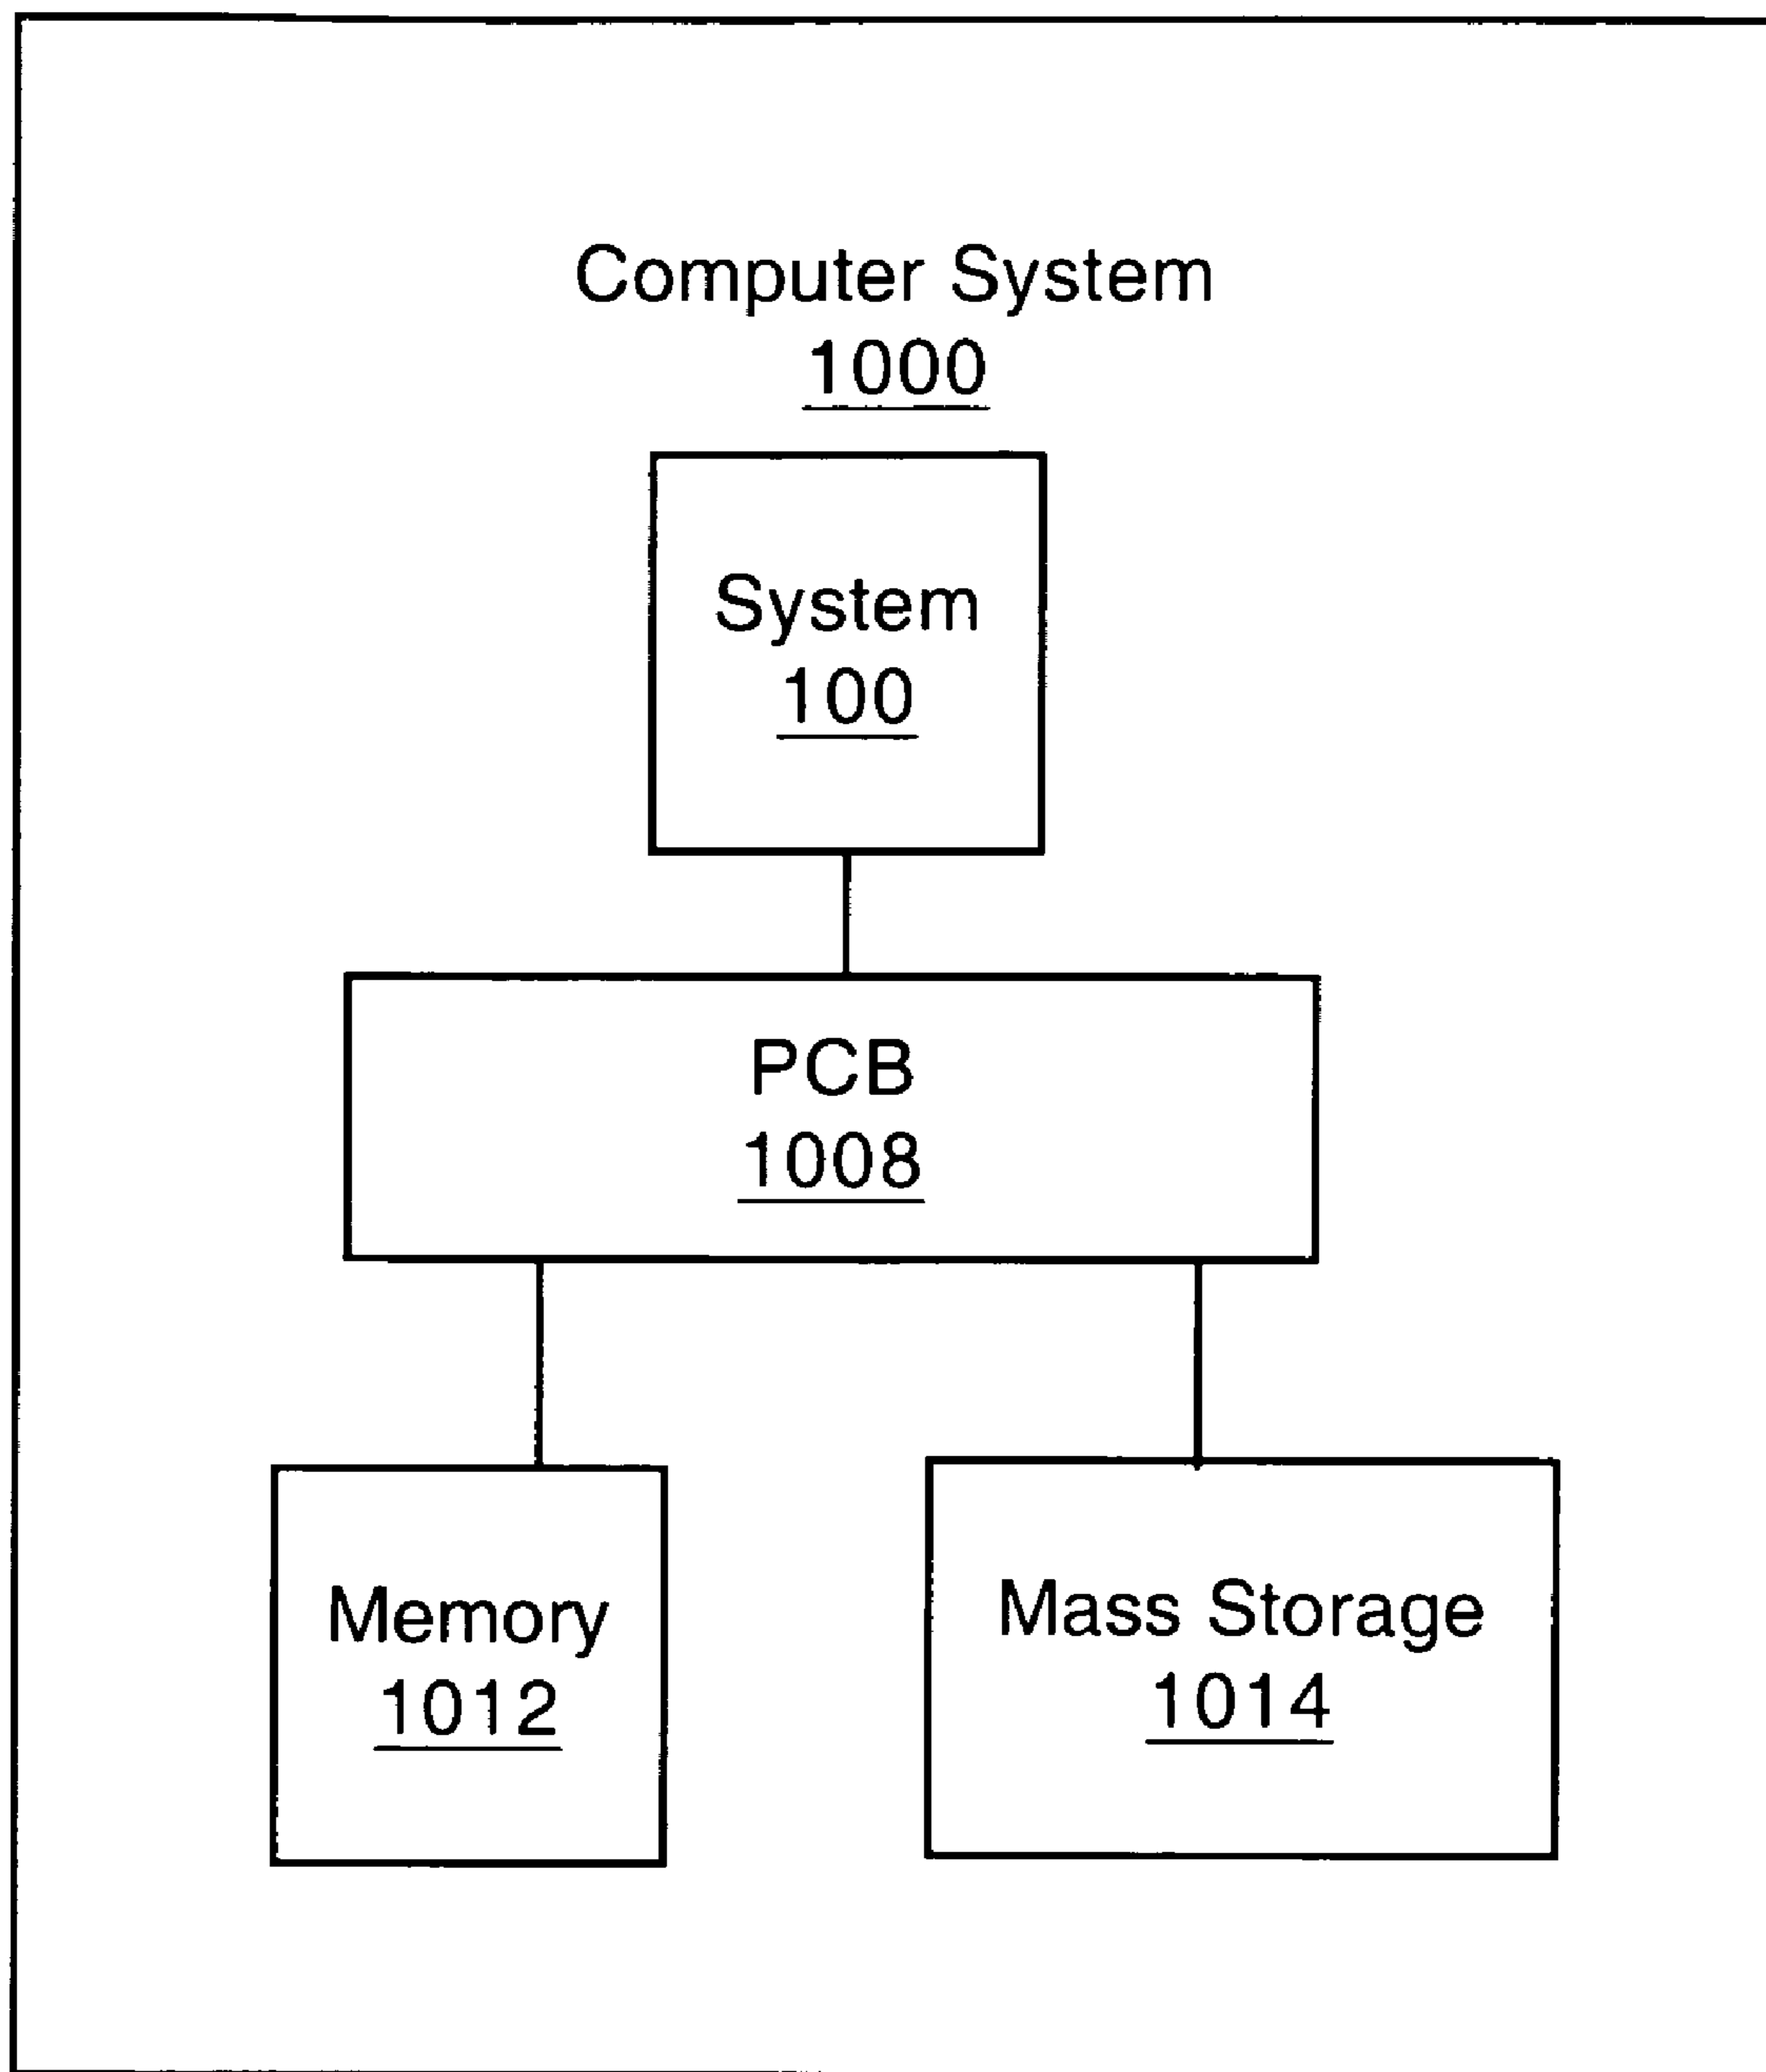 Computer System
1000
System
100
PCB
1008
Memory
1012
Mass Storage
1014